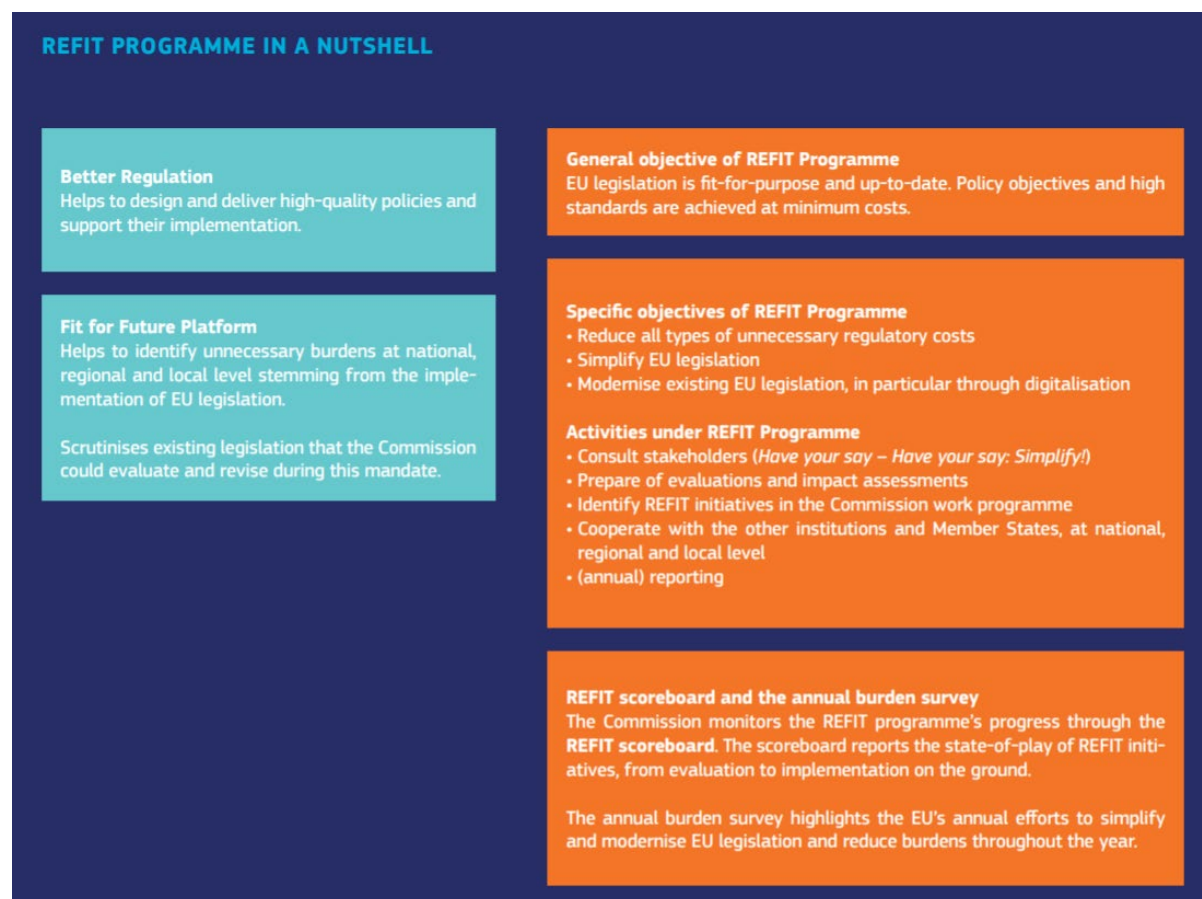 REFIT PROGRAMME IN A NUTSHELL
Better Regulation
Helps to design and deliver high-quality policies and
support their implementation.
Fit for Future Platform
Helps to identify unnecessary burdens at national,
regional and local level stemming from the imple-
mentation of EU legislation.
Scrutinises existing legislation that the Commission
could evaluate and revise during this mandate.
General objective of REFIT Programme
EU legislation is fit-for-purpose and up-to-date. Policy objectives and high
standards are achieved at minimum costs.
Specific objectives of REFIT Programme
• Reduce all types of unnecessary regulatory costs
• Simplify EU legislation
• Modernise existing EU legislation, in particular through digitalisation
Activities under REFIT Programme
• Consult stakeholders (Have your say – Have your say: Simplify!)
• Prepare of evaluations and impact assessments
• Identify REFIT initiatives in the Commission work programme
• Cooperate with the other institutions and Member States, at national,
regional and local level
• (annual) reporting
REFIT scoreboard and the annual burden survey
The Commission monitors the REFIT programme's progress through the
REFIT scoreboard. The scoreboard reports the state-of-play of REFIT initi-
atives, from evaluation to implementation on the ground.
The annual burden survey highlights the EU's annual efforts to simplify
and modernise EU legislation and reduce burdens throughout the year.